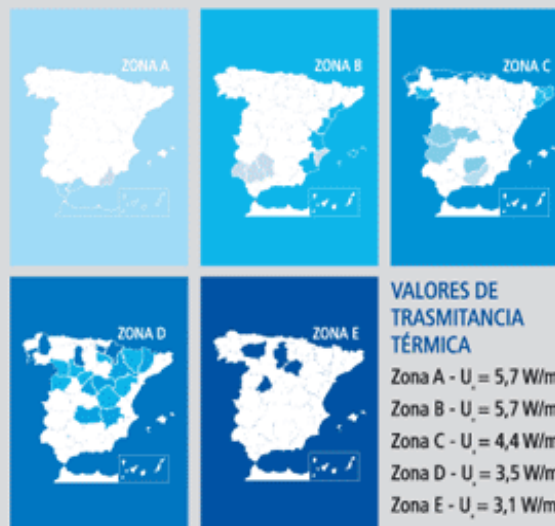 ZONA A
ZONA B
ZONA C
ZONA D
ZONA E
VALORES DE
TRASMITANCIA
TÉRMICA
Zona A - U = 5,7 W/m
Zona B - U = 5,7 W/m
Zona C - U = 4,4 W/m
Zona D - U = 3,5 W/m
Zona E - U = 3,1 W/m